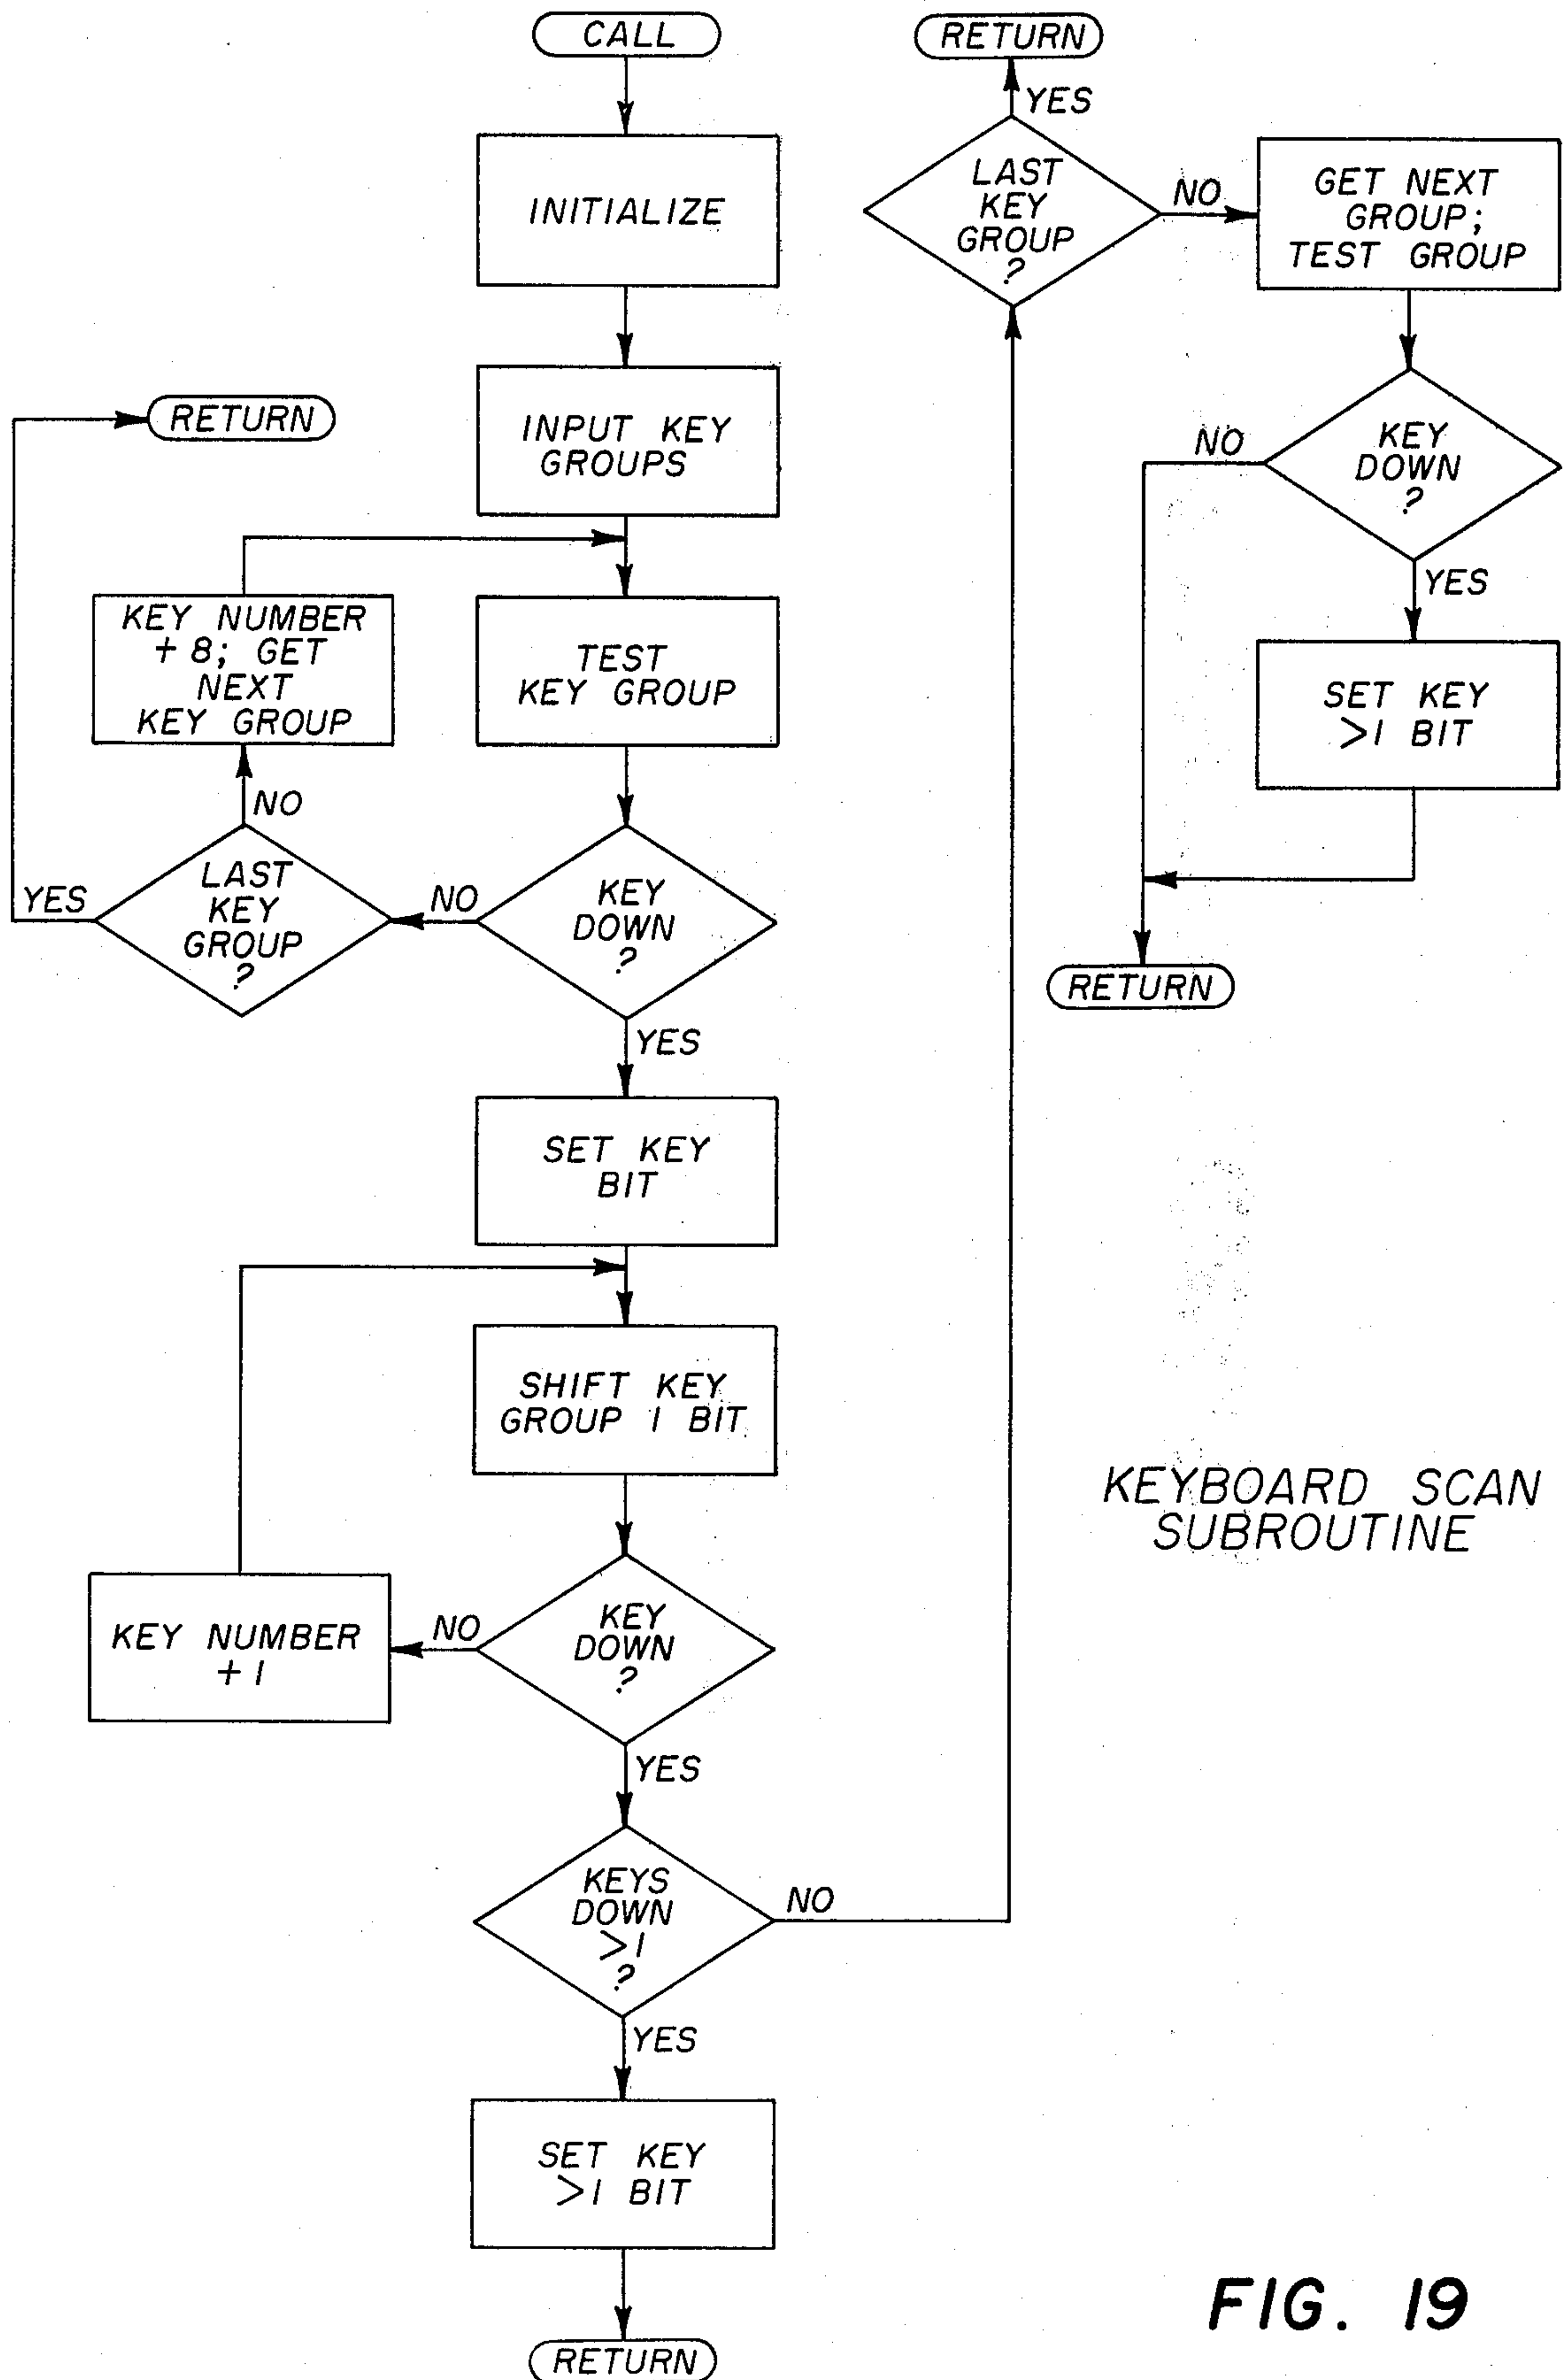 CALL
INITIALIZE
INPUT KEY
GROUPS
RETURN
KEY NUMBER
+8; GET
NEXT
KEY GROUP
TEST
KEY GROUP
NO
LAST
KEY
GROUP
?
YES
NO
KEY
DOWN
?
YES
SET KEY
BIT
SHIFT KEY
GROUP 1 BIT
KEY NUMBER
+1
NO
KEY
DOWN
?
YES
KEYS
DOWN
>1
?
NO
YES
SET KEY
>1 BIT
RETURN
RETURN
YES
LAST
KEY
GROUP
?
NO
GET NEXT
GROUP;
TEST GROUP
NO
KEY
DOWN
?
YES
SET KEY
>1 BIT
RETURN
KEYBOARD SCAN
SUBROUTINE
FIG. 19